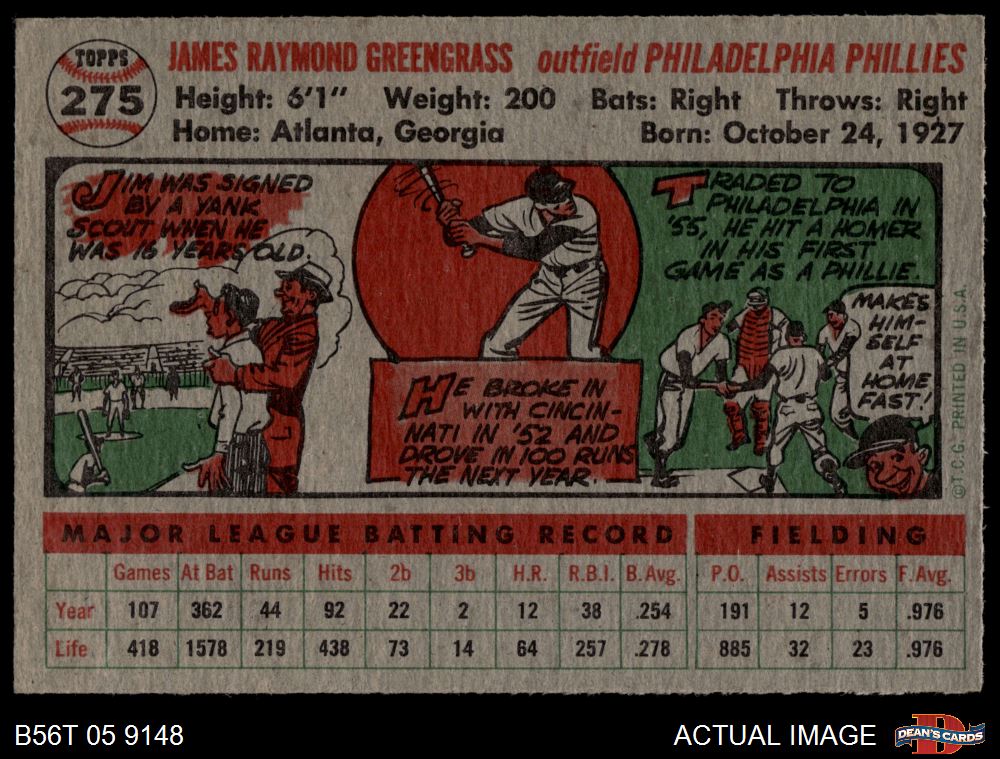 TOPPS
275
JAMES RAYMOND GREENGRASS outfield PHILADELPHIA PHILLIES
Height: 6'1" Weight: 200 Bats: Right Throws: Right
Home: Atlanta, Georgia Born: October 24, 1927
JIM WAS SIGNED
BY A YANK
SCOUT WHEN HE
WAS 16 YEARS OLD.
HE BROKE IN
WITH CINCIN-
NATI IN '52 AND
DROVE IN 100 RUNS
THE NEXT YEAR.
TRADED TO
PHILADELPHIA IN
'55, HE HIT A HOMER
IN HIS FIRST
GAME AS A PHILLIE.
MAKES
HIM-
SELF
AT
HOME
FAST!
©T.C.G. PRINTED IN U.S.A.
MAJOR LEAGUE BATTING RECORD FIELDING
Games At Bat Runs Hits 2b 3b H.R. R.B.I. B.Avg. P.O. Assists Errors F.Avg.
Year 107 362 44 92 22 2 12 38 .254 191 12 5 .976
Life 418 1578 219 438 73 14 64 257 .278 885 32 23 .976
B56T 05 9148 ACTUAL IMAGE
D
DEAN'S CARDS